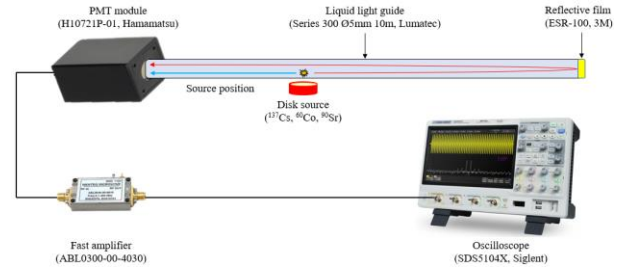 PMT module
(H10721P-01, Hamamatsu)
Liquid light guide
(Series 300 Ø5mm 10m, Lumatec)
Reflective film
(ESR-100, 3M)
Source position
Disk source
(¹³⁷Cs, ⁶⁰Co, ⁹⁰Sr)
Fast amplifier
(ABL0300-00-4030)
Oscilloscope
(SDS5104X, Siglent)